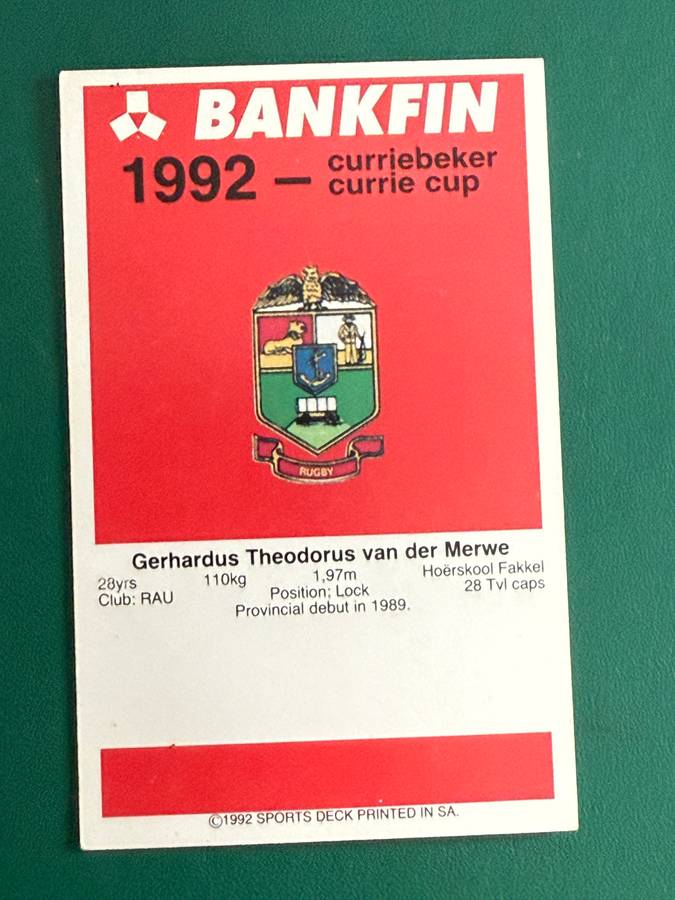 BANKFIN
1992 – curriebeker
currie cup
RUGBY
Gerhardus Theodorus van der Merwe
28yrs 110kg 1,97m Hoërskool Fakkel
Club: RAU Position; Lock 28 Tvl caps
Provincial debut in 1989.
©1992 SPORTS DECK PRINTED IN SA.